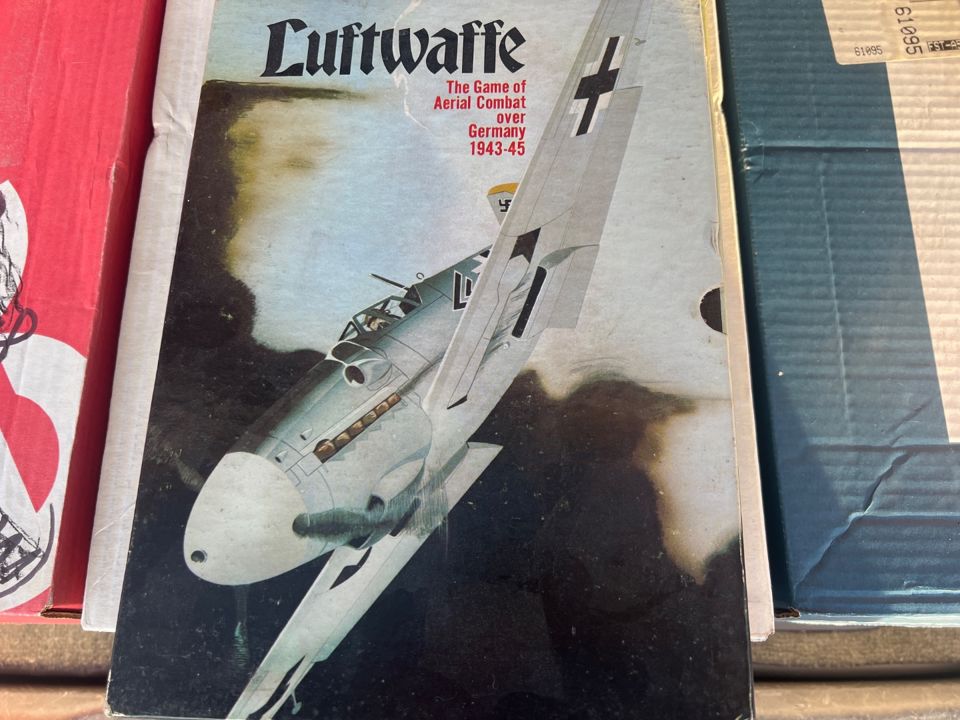 Luftwaffe
The Game of
Aerial Combat
over
Germany
1943-45
61095
61095